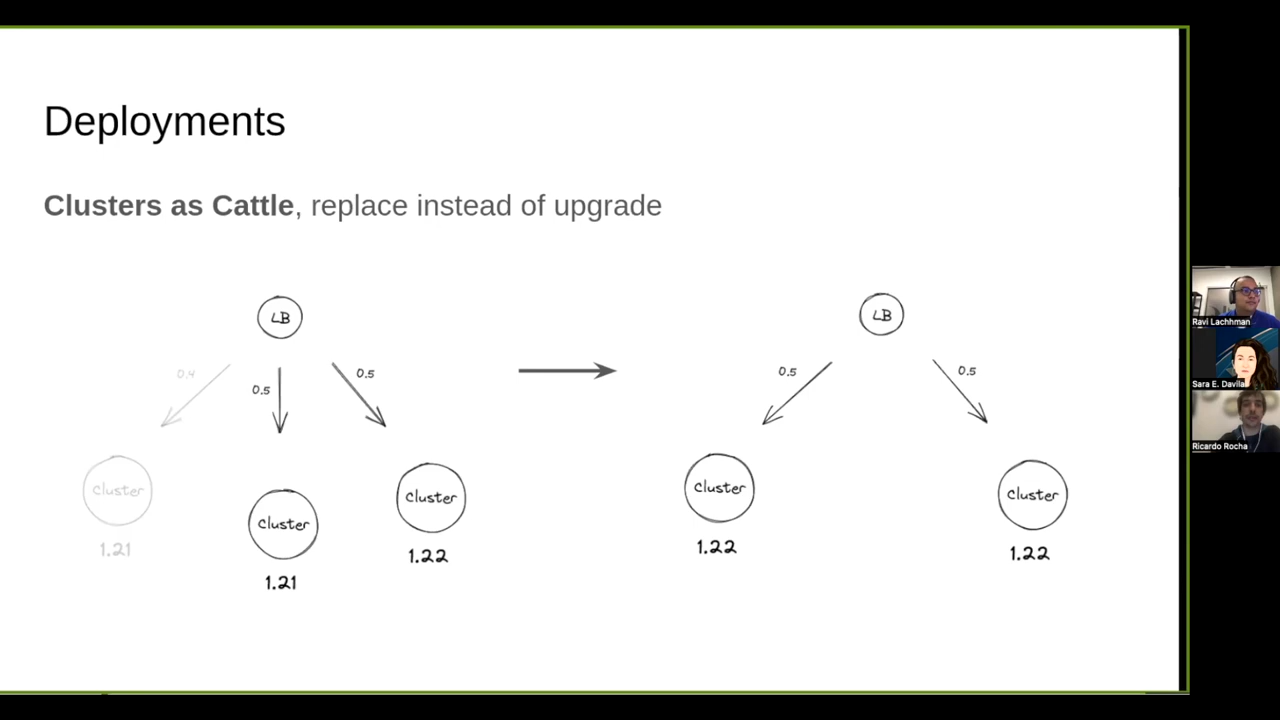 Deployments
Clusters as Cattle, replace instead of upgrade
LB
LB
0.4
0.5
0.5
0.5
0.5
Cluster
Cluster
Cluster
Cluster
Cluster
1.21
1.21
1.22
1.22
1.22
Ravi Lachhman
Sara E. Davila
Ricardo Rocha